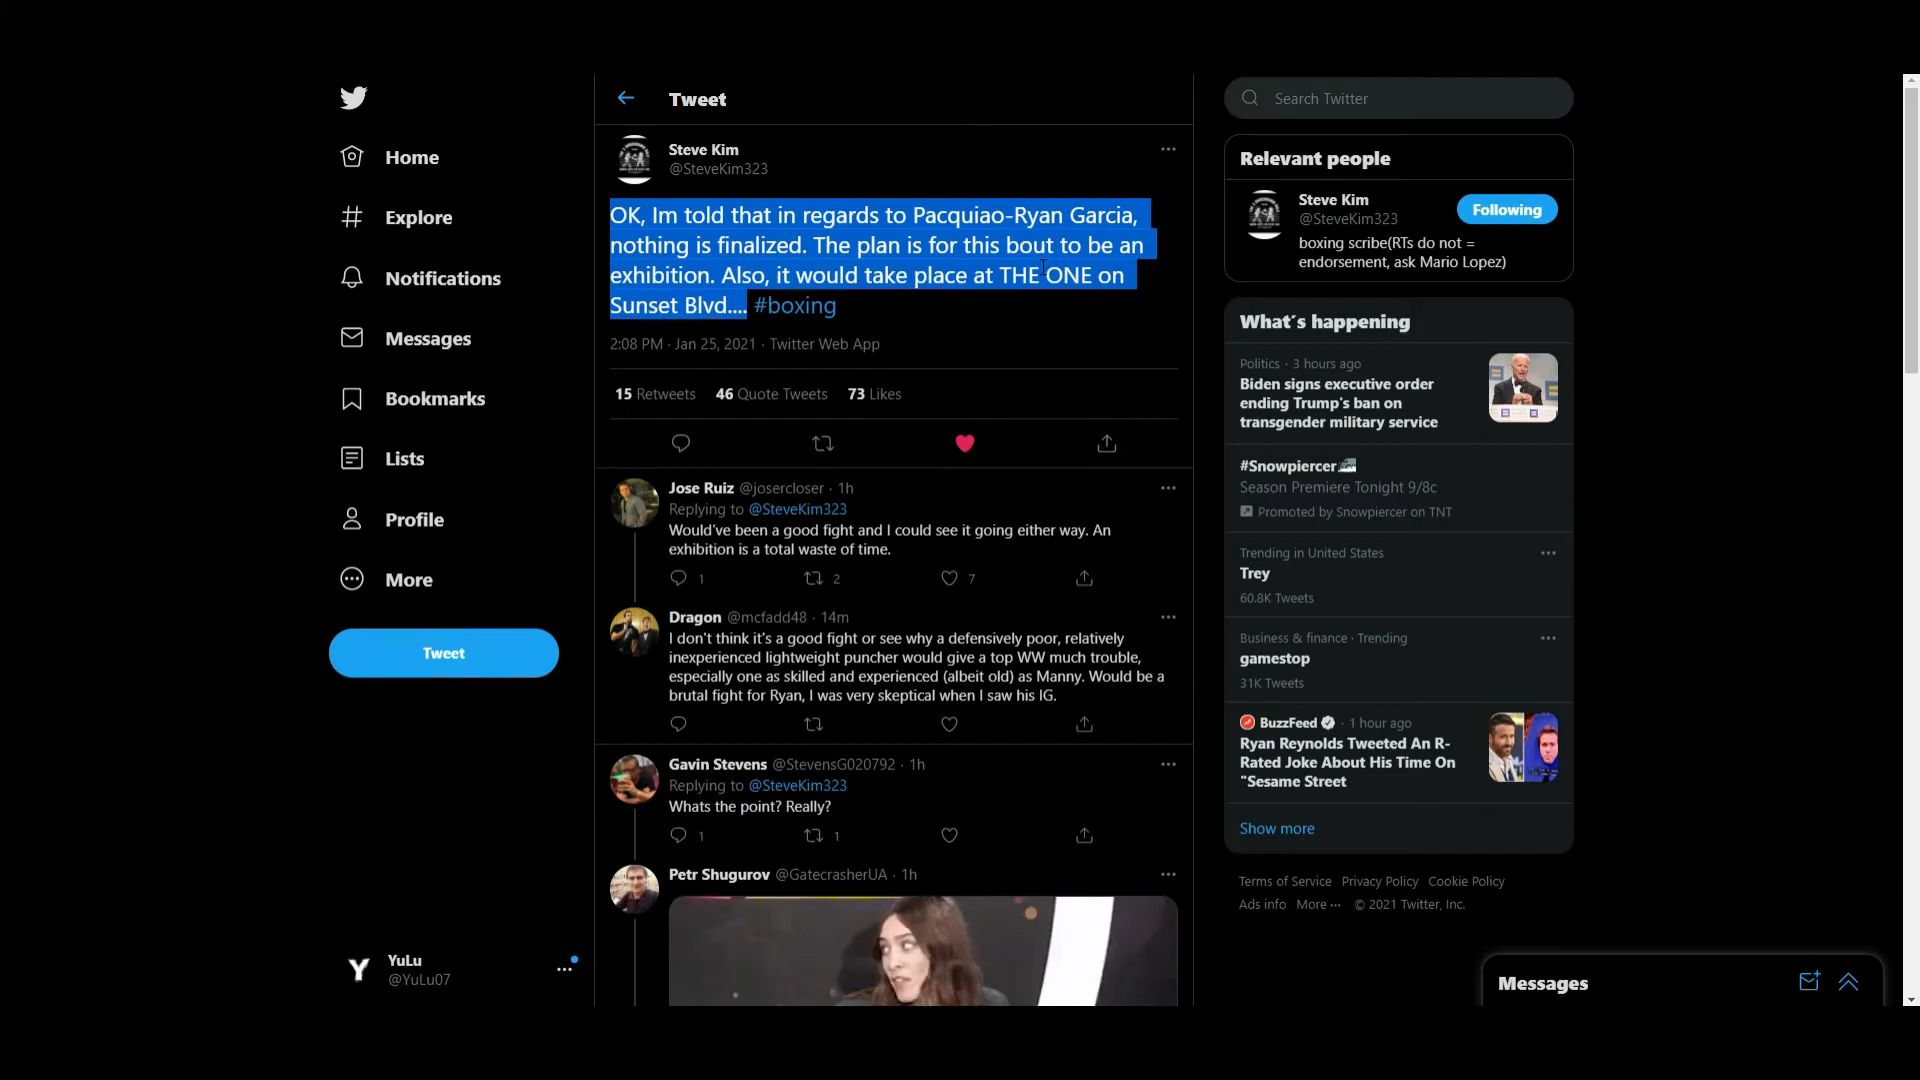 Home
Explore
Notifications
Messages
Bookmarks
Lists
Profile
More
Tweet
YuLu
@YuLu07
Tweet
Steve Kim
@SteveKim323
OK, Im told that in regards to Pacquiao-Ryan Garcia,
nothing is finalized. The plan is for this bout to be an
exhibition. Also, it would take place at THE ONE on
Sunset Blvd.... #boxing
2:08 PM · Jan 25, 2021 · Twitter Web App
15 Retweets 46 Quote Tweets 73 Likes
Jose Ruiz @josercloser · 1h
Replying to @SteveKim323
Would've been a good fight and I could see it going either way. An
exhibition is a total waste of time.
1 2 7
Dragon @mcfadd48 · 14m
I don't think it's a good fight or see why a defensively poor, relatively
inexperienced lightweight puncher would give a top WW much trouble,
especially one as skilled and experienced (albeit old) as Manny. Would be a
brutal fight for Ryan, I was very skeptical when I saw his IG.
Gavin Stevens @StevensG020792 · 1h
Replying to @SteveKim323
Whats the point? Really?
1 1
Petr Shugurov @GatecrasherUA · 1h
Search Twitter
Relevant people
Steve Kim
@SteveKim323
Following
boxing scribe(RTs do not =
endorsement, ask Mario Lopez)
What's happening
Politics · 3 hours ago
Biden signs executive order
ending Trump's ban on
transgender military service
#Snowpiercer
Season Premiere Tonight 9/8c
Promoted by Snowpiercer on TNT
Trending in United States
Trey
60.8K Tweets
Business & finance · Trending
gamestop
31K Tweets
BuzzFeed · 1 hour ago
Ryan Reynolds Tweeted An R-
Rated Joke About His Time On
"Sesame Street
Show more
Terms of Service Privacy Policy Cookie Policy
Ads info More ··· © 2021 Twitter, Inc.
Messages